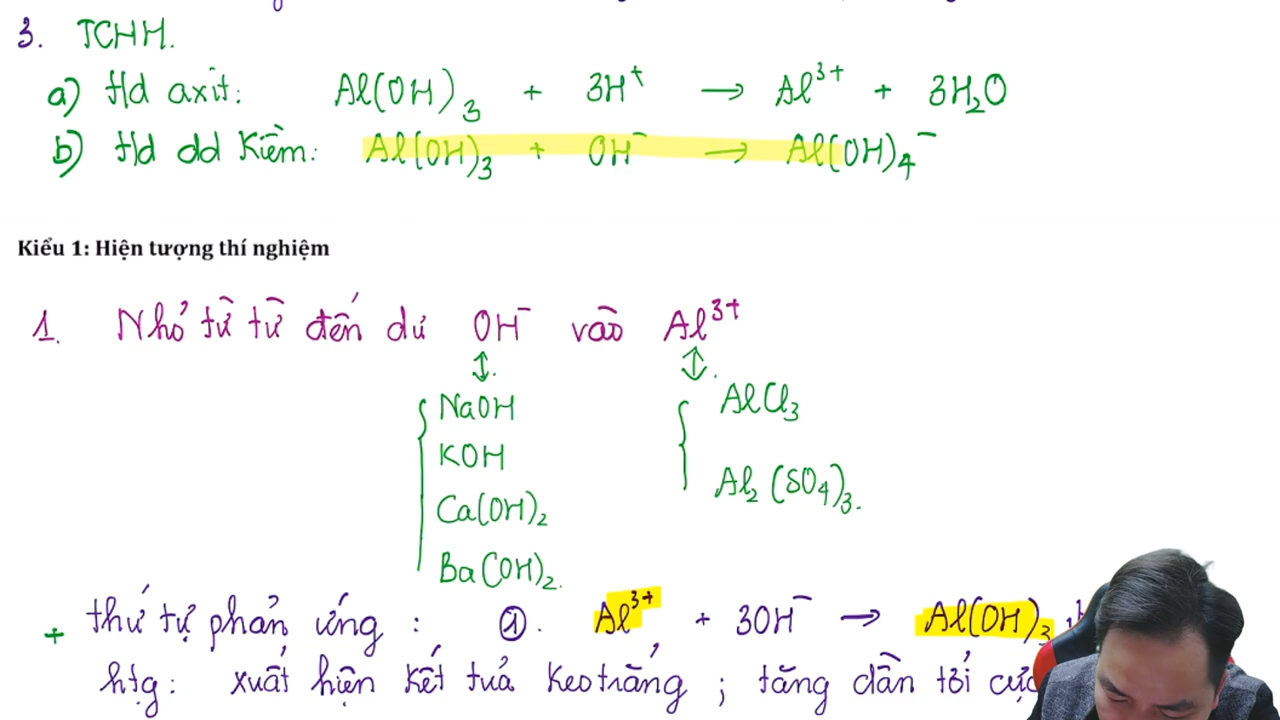 3. TCHH.
a) t/d axit: Al(OH)₃ + 3H⁺ → Al³⁺ + 3H₂O
b) t/d dd kiềm: Al(OH)₃ + OH⁻ → Al(OH)₄⁻
Kiểu 1: Hiện tượng thí nghiệm
1. Nhỏ từ từ đến dư OH⁻ vào Al³⁺
↕ ↕
NaOH AlCl₃
KOH
Al₂(SO₄)₃.
Ca(OH)₂
Ba(OH)₂.
+ thứ tự phản ứng : ①. Al³⁺ + 3OH⁻ → Al(OH)₃
htg: xuất hiện kết tủa keo trắng ; tăng dần tới cực